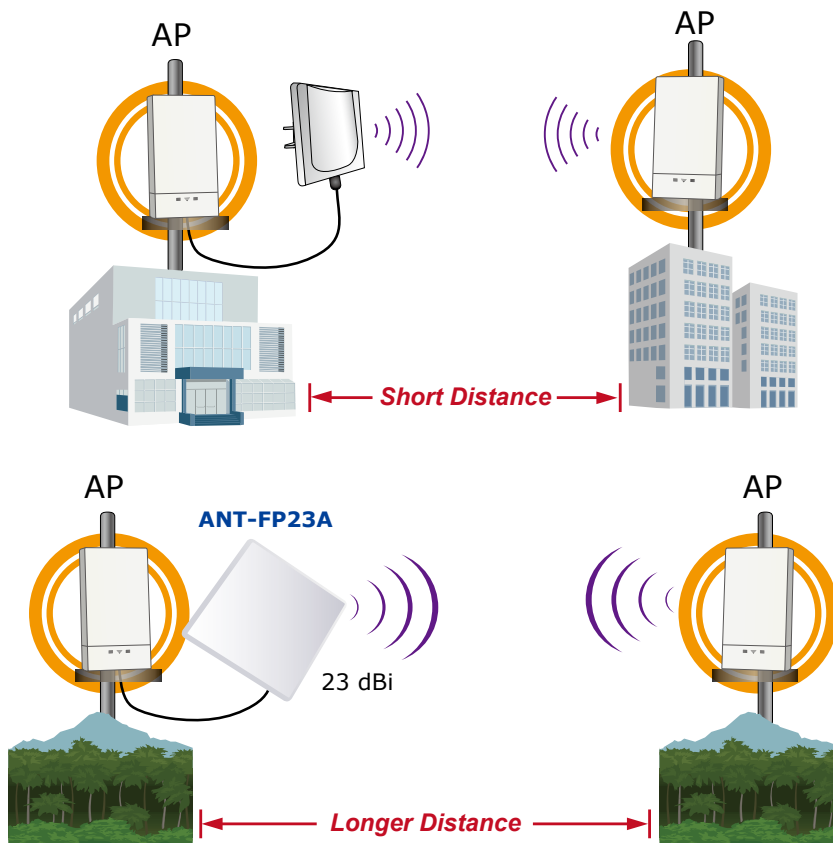 AP
AP
Short Distance
AP
AP
ANT-FP23A
23 dBi
Longer Distance